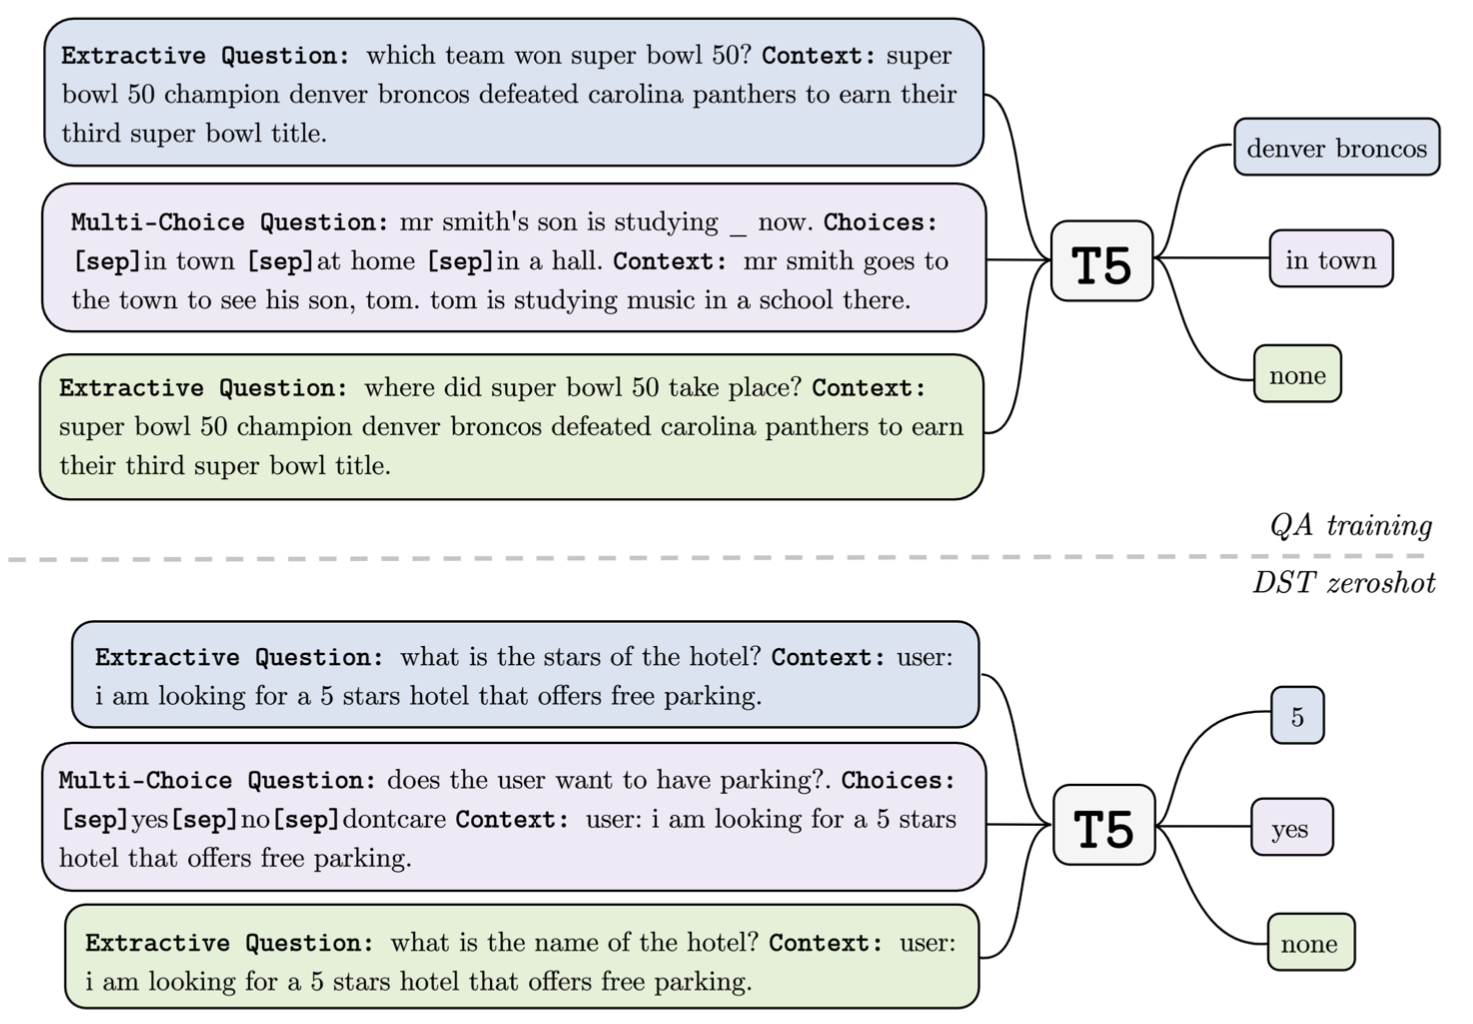 Extractive Question: which team won super bowl 50? Context: super
bowl 50 champion denver broncos defeated carolina panthers to earn their
third super bowl title.
denver broncos
Multi-Choice Question: mr smith's son is studying _ now. Choices:
[sep]in town [sep]at home [sep]in a hall. Context: mr smith goes to
the town to see his son, tom. tom is studying music in a school there.
T5
in town
Extractive Question: where did super bowl 50 take place? Context:
super bowl 50 champion denver broncos defeated carolina panthers to earn
their third super bowl title.
none
QA training
DST zeroshot
Extractive Question: what is the stars of the hotel? Context: user:
i am looking for a 5 stars hotel that offers free parking.
5
Multi-Choice Question: does the user want to have parking?. Choices:
[sep]yes[sep]no[sep]dontcare Context: user: i am looking for a 5 stars
hotel that offers free parking.
T5
yes
Extractive Question: what is the name of the hotel? Context: user:
i am looking for a 5 stars hotel that offers free parking.
none